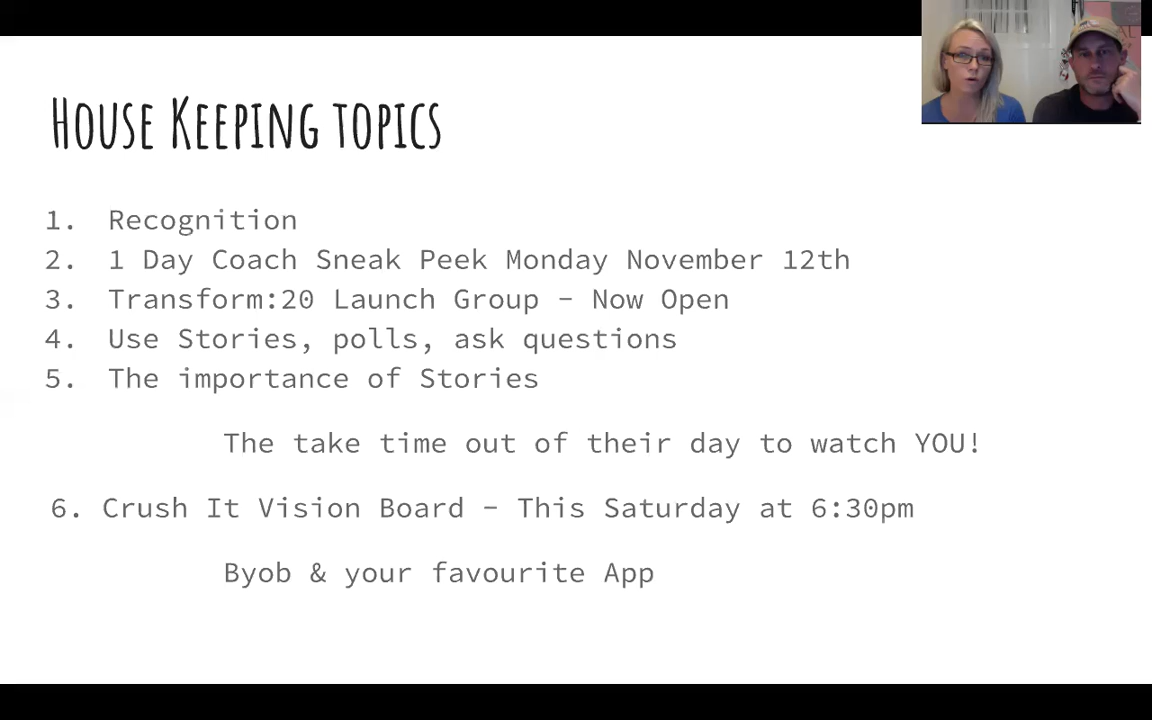 House Keeping topics
1. Recognition
2. 1 Day Coach Sneak Peek Monday November 12th
3. Transform:20 Launch Group - Now Open
4. Use Stories, polls, ask questions
5. The importance of Stories
The take time out of their day to watch YOU!
6. Crush It Vision Board - This Saturday at 6:30pm
Byob & your favourite App